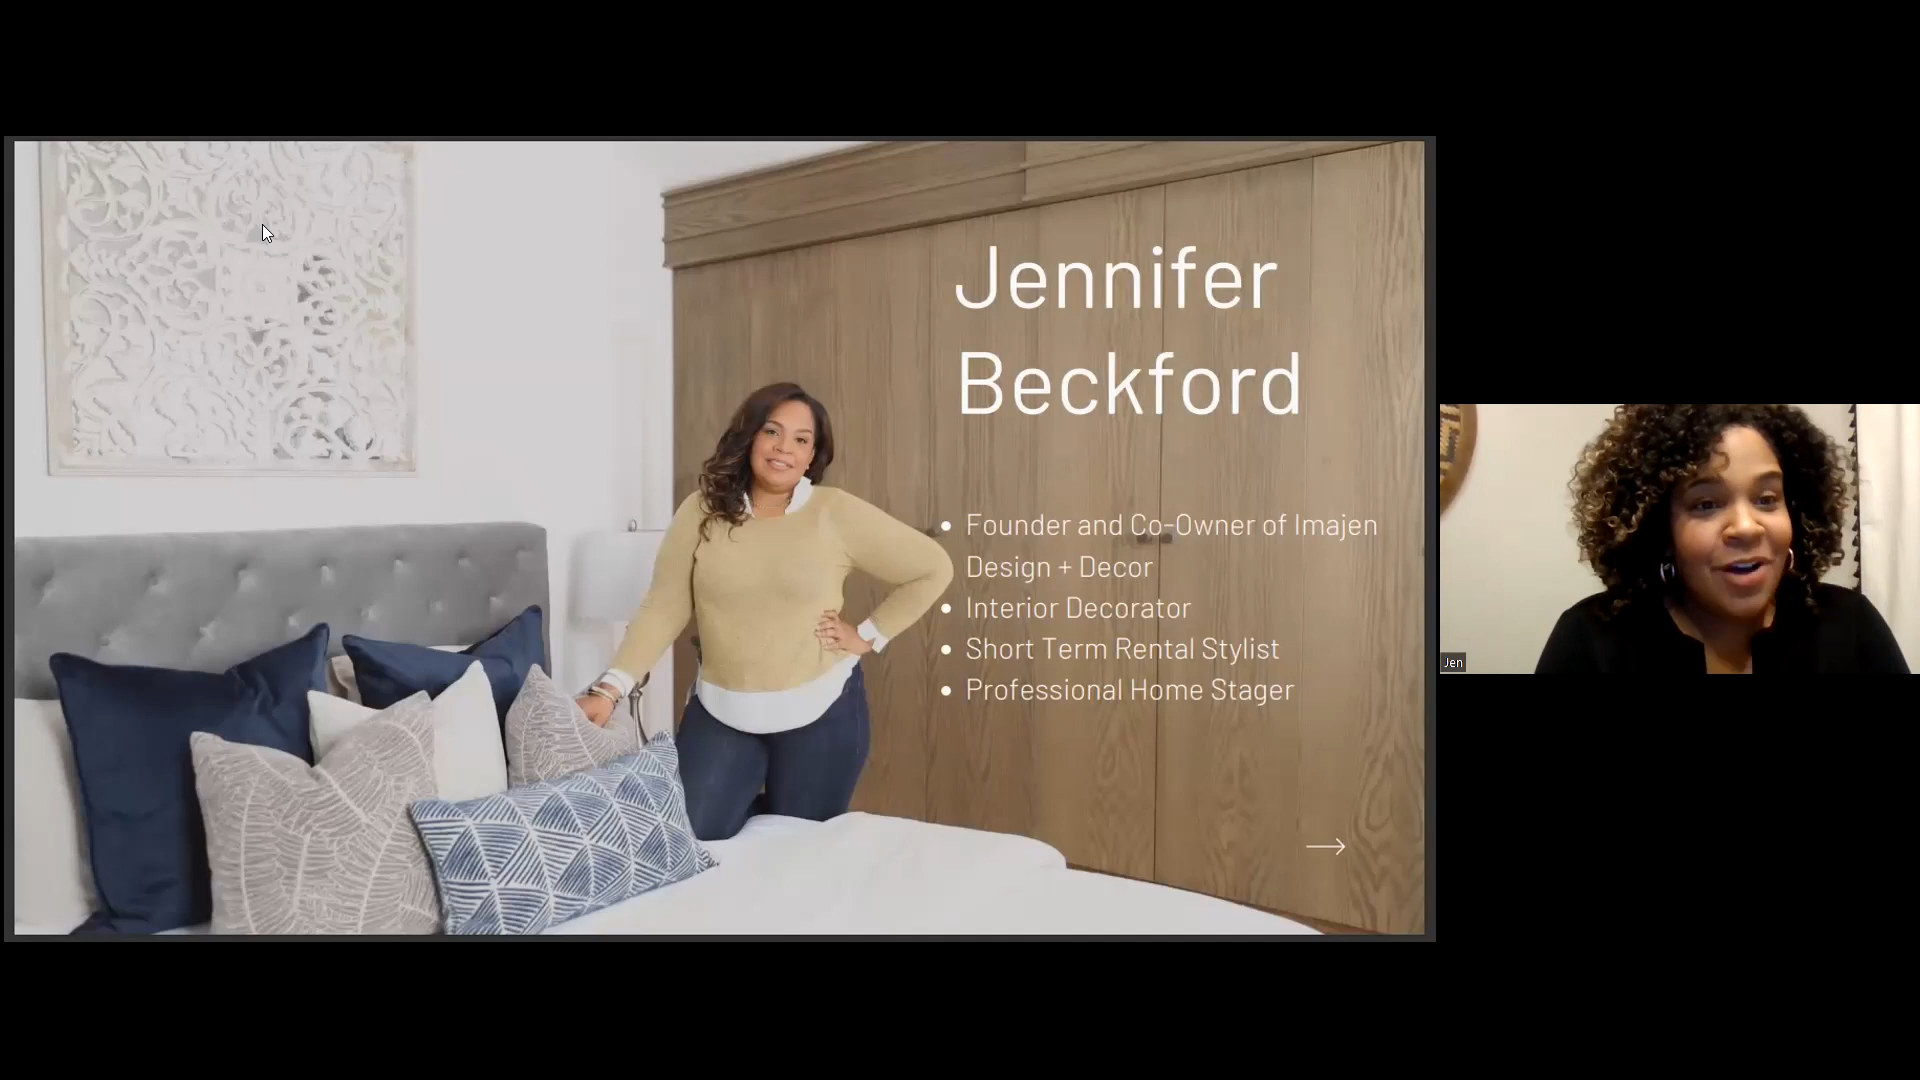 Jennifer
Beckford
• Founder and Co-Owner of Imajen
Design + Decor
• Interior Decorator
• Short Term Rental Stylist
• Professional Home Stager
Jen